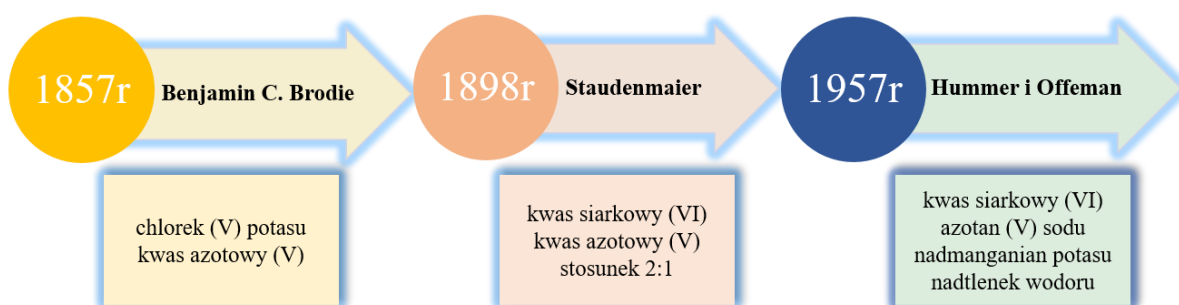 1857r
Benjamin C. Brodie
1898r
Staudenmaier
1957r
Hummer i Offeman
chlorek (V) potasu
kwas azotowy (V)
kwas siarkowy (VI)
kwas azotowy (V)
stosunek 2:1
kwas siarkowy (VI)
azotan (V) sodu
nadmanganian potasu
nadtlenek wodoru